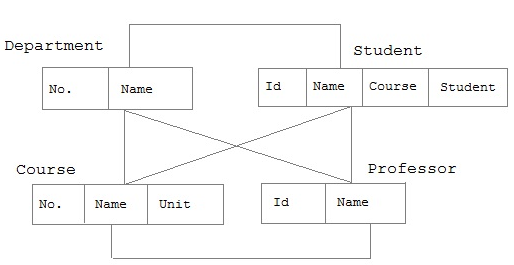 Department
Student
No. Name
Id Name Course Student
Course
Professor
No. Name Unit
Id Name